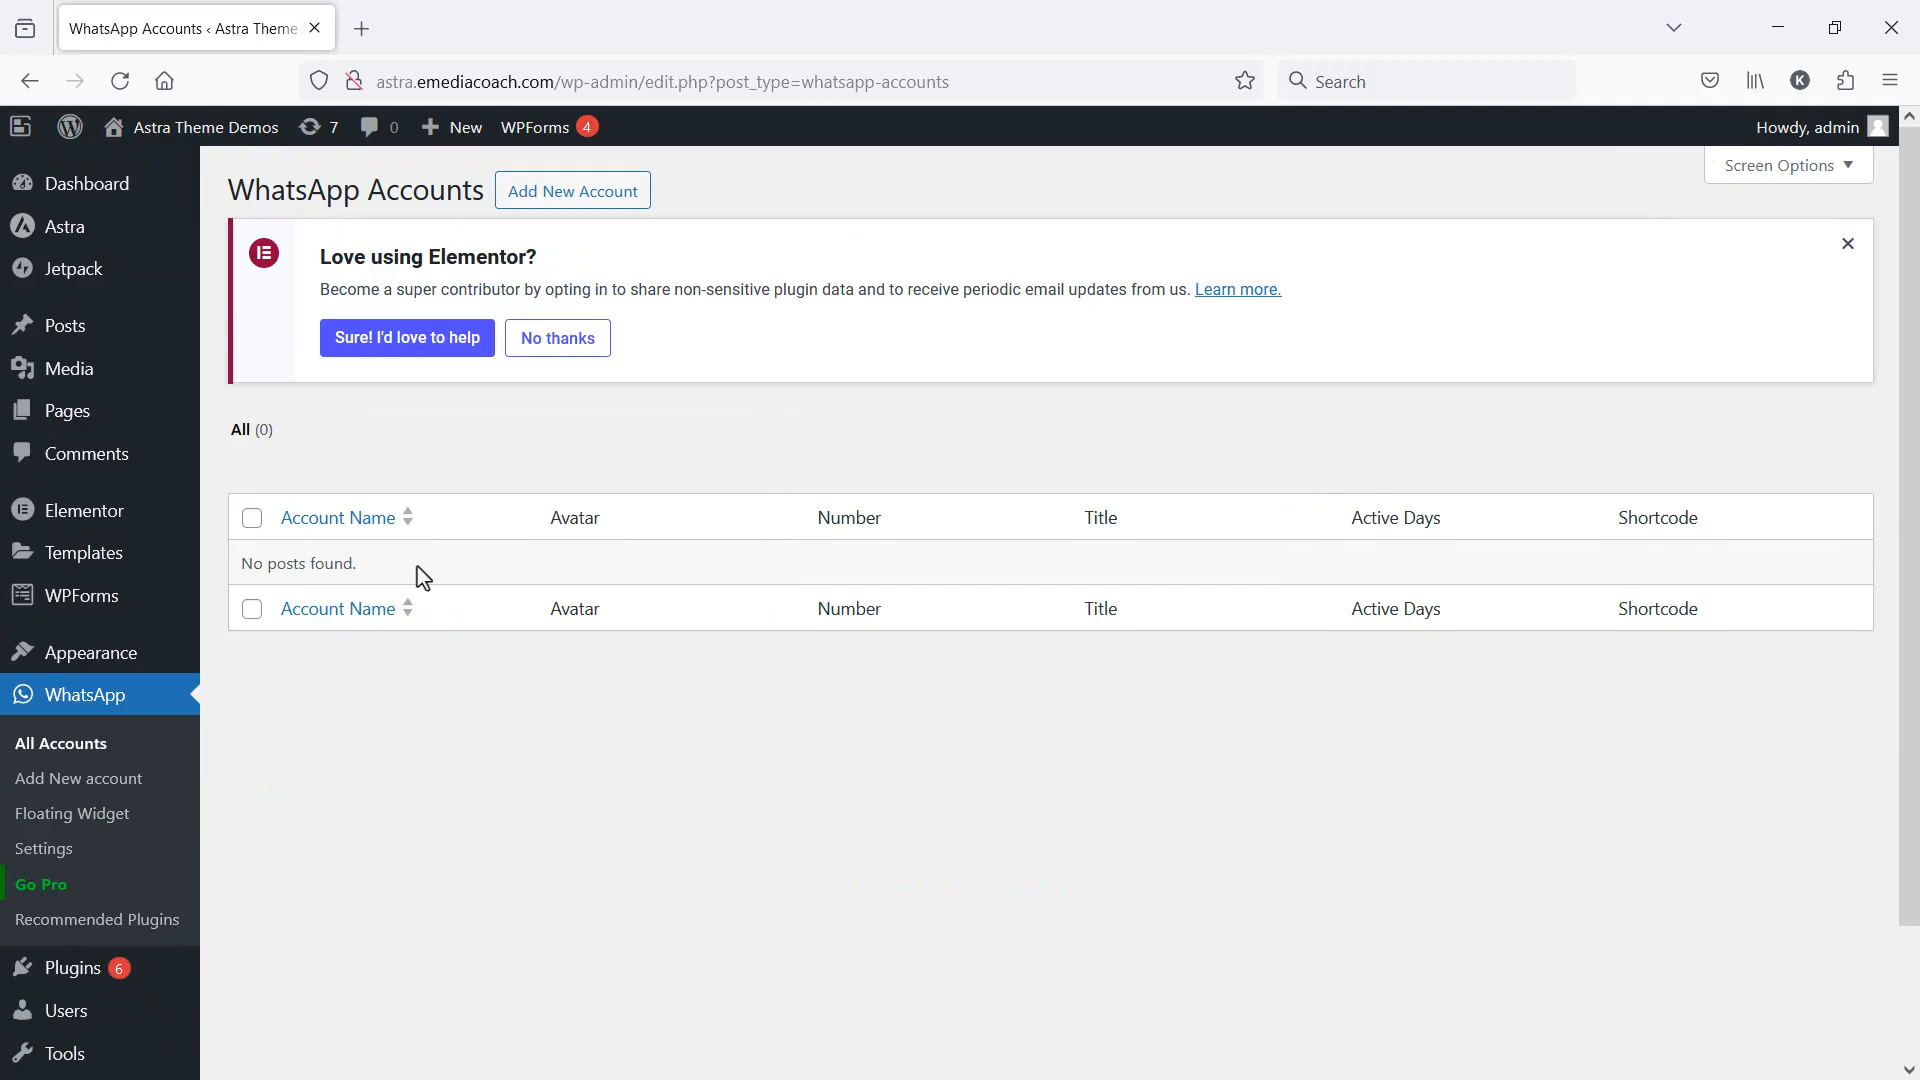 WhatsApp Accounts ‹ Astra Theme
astra.emediacoach.com/wp-admin/edit.php?post_type=whatsapp-accounts
Search
K
Astra Theme Demos
7
0
New
WPForms 4
Howdy, admin
Dashboard
Astra
Jetpack
Posts
Media
Pages
Comments
Elementor
Templates
WPForms
Appearance
WhatsApp
All Accounts
Add New account
Floating Widget
Settings
Go Pro
Recommended Plugins
Plugins 6
Users
Tools
Screen Options
WhatsApp Accounts
Add New Account
Love using Elementor?
Become a super contributor by opting in to share non-sensitive plugin data and to receive periodic email updates from us. Learn more.
Sure! I'd love to help
No thanks
All (0)
Account Name Avatar Number Title Active Days Shortcode
No posts found.
Account Name Avatar Number Title Active Days Shortcode